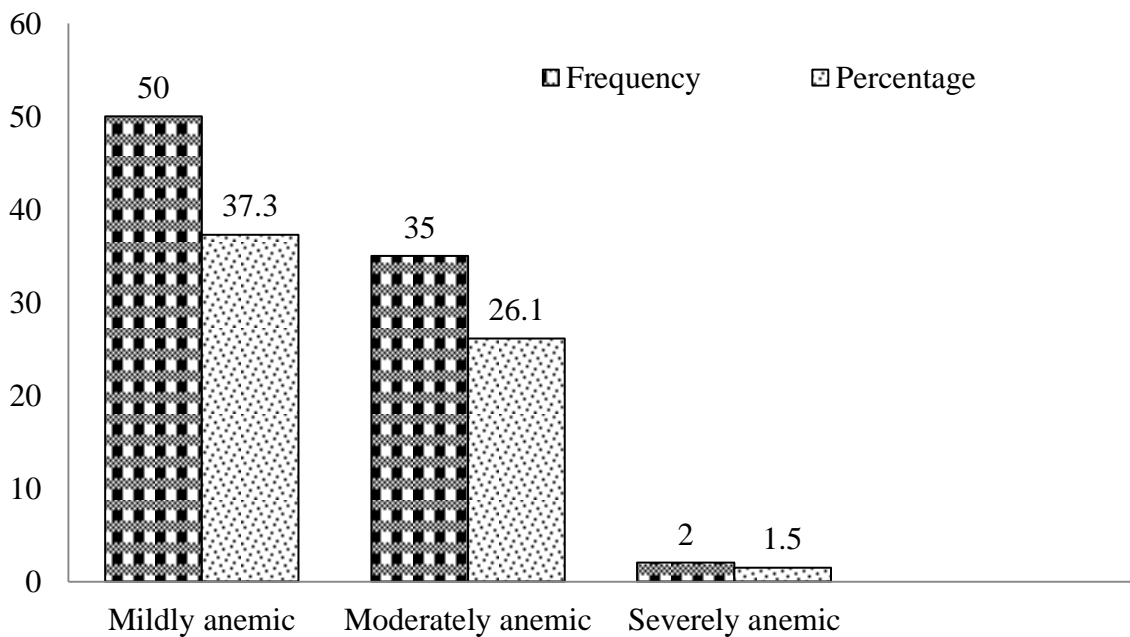 60
Frequency
Percentage
50
50
37.3
40
35
30
26.1
20
10
2
1.5
0
Mildly anemic
Moderately anemic
Severely anemic